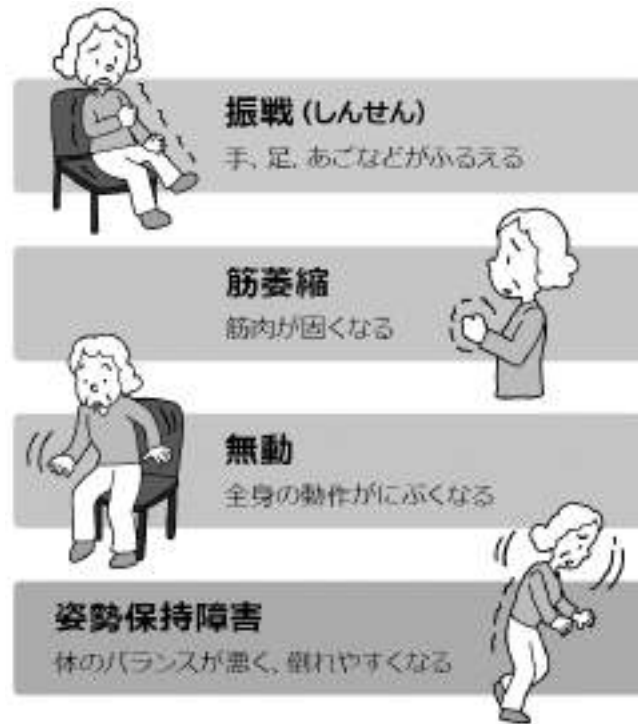 振戦(しんせん)
手、足、あごなどがふるえる
筋萎縮
筋肉が固くなる
無動
全身の動作がにぶくなる
姿勢保持障害
体のバランスが悪く、倒れやすくなる